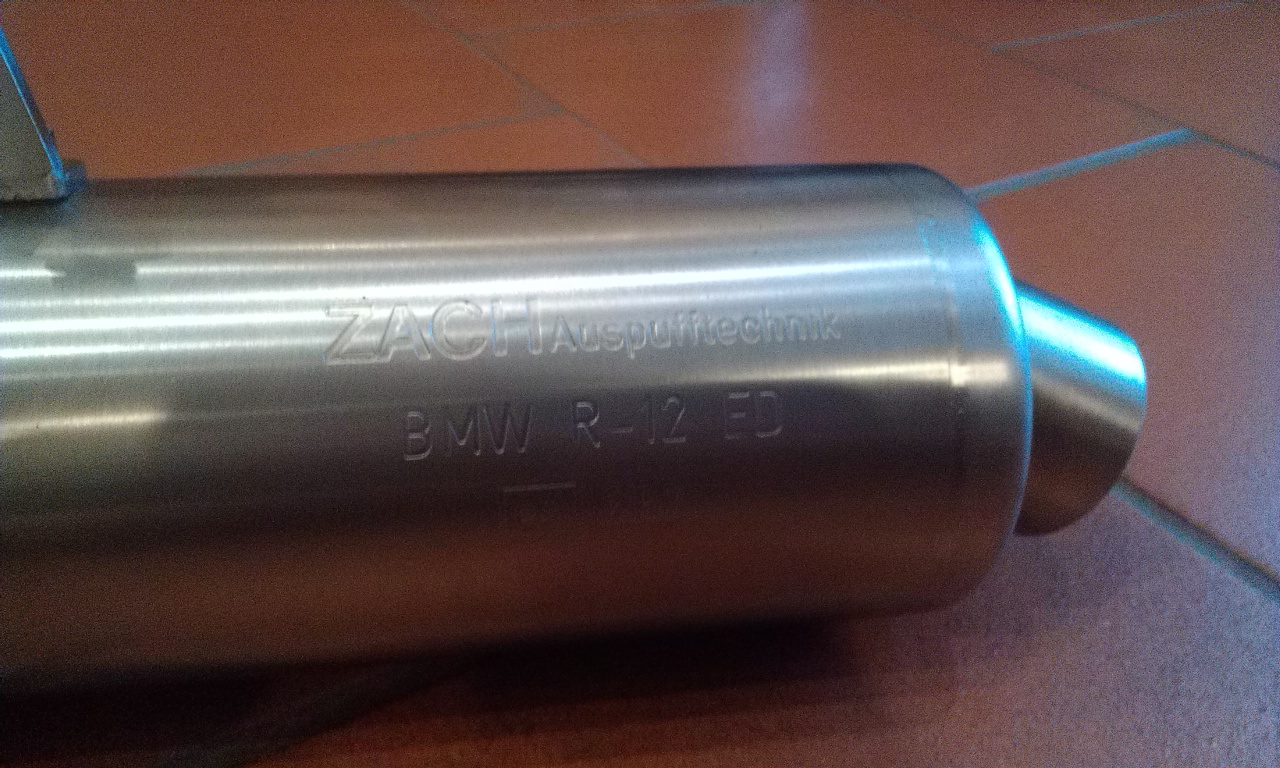 ZACH Auspufftechnik
BMW R-12 ED